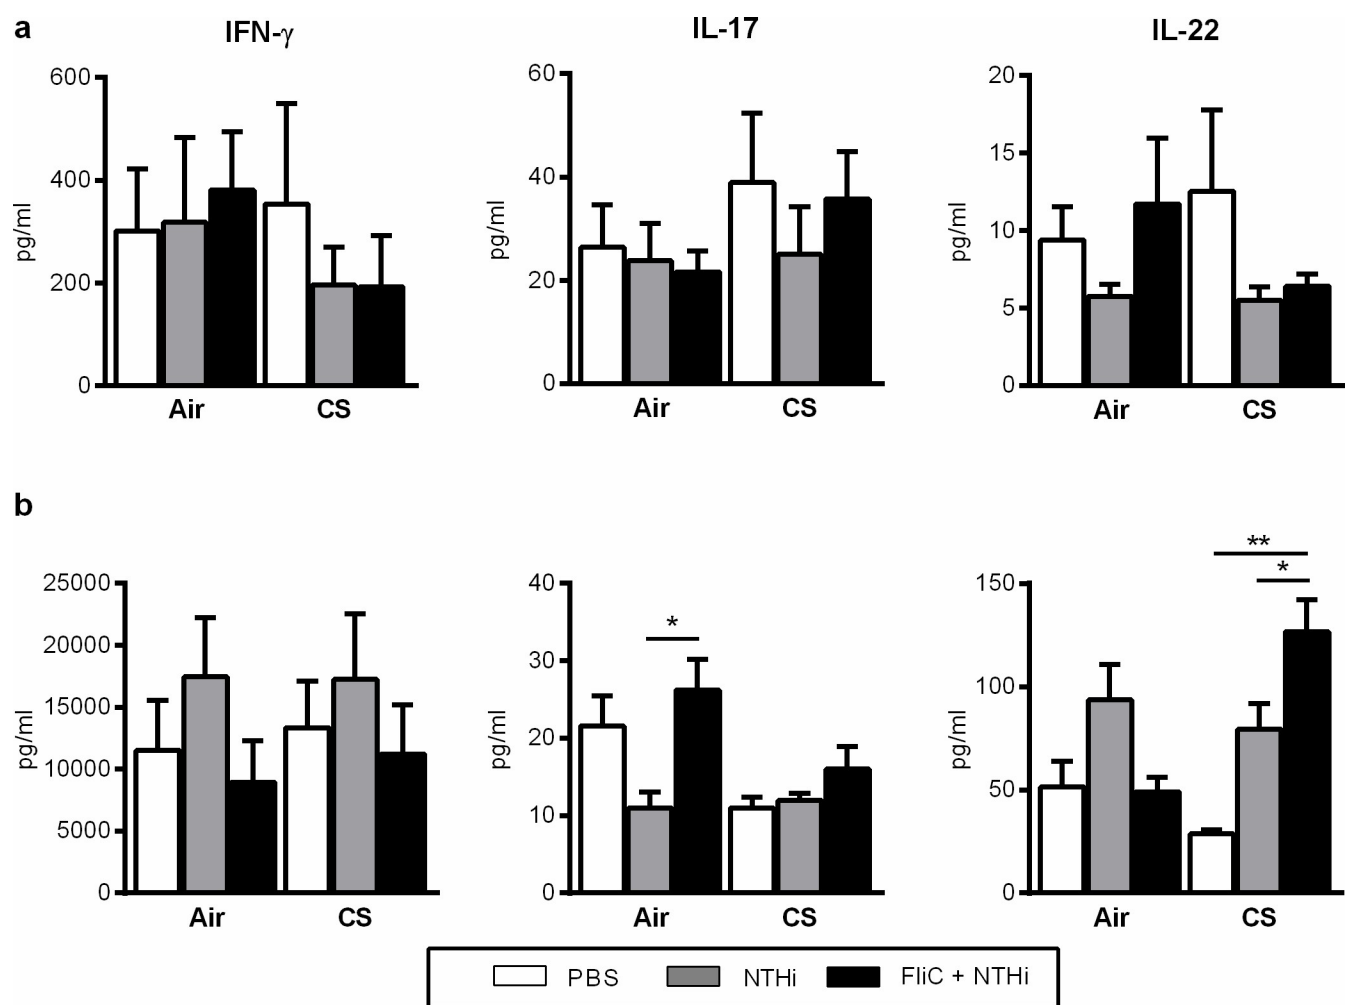 a
IFN-γ
IL-17
IL-22
600
400
200
0
pg/ml
Air
CS
60
40
20
0
pg/ml
Air
CS
20
15
10
5
0
pg/ml
Air
CS
b
25000
20000
15000
10000
5000
0
pg/ml
Air
CS
40
30
20
10
0
pg/ml
*
Air
CS
150
100
50
0
pg/ml
**
*
Air
CS
PBS
NTHi
FliC + NTHi